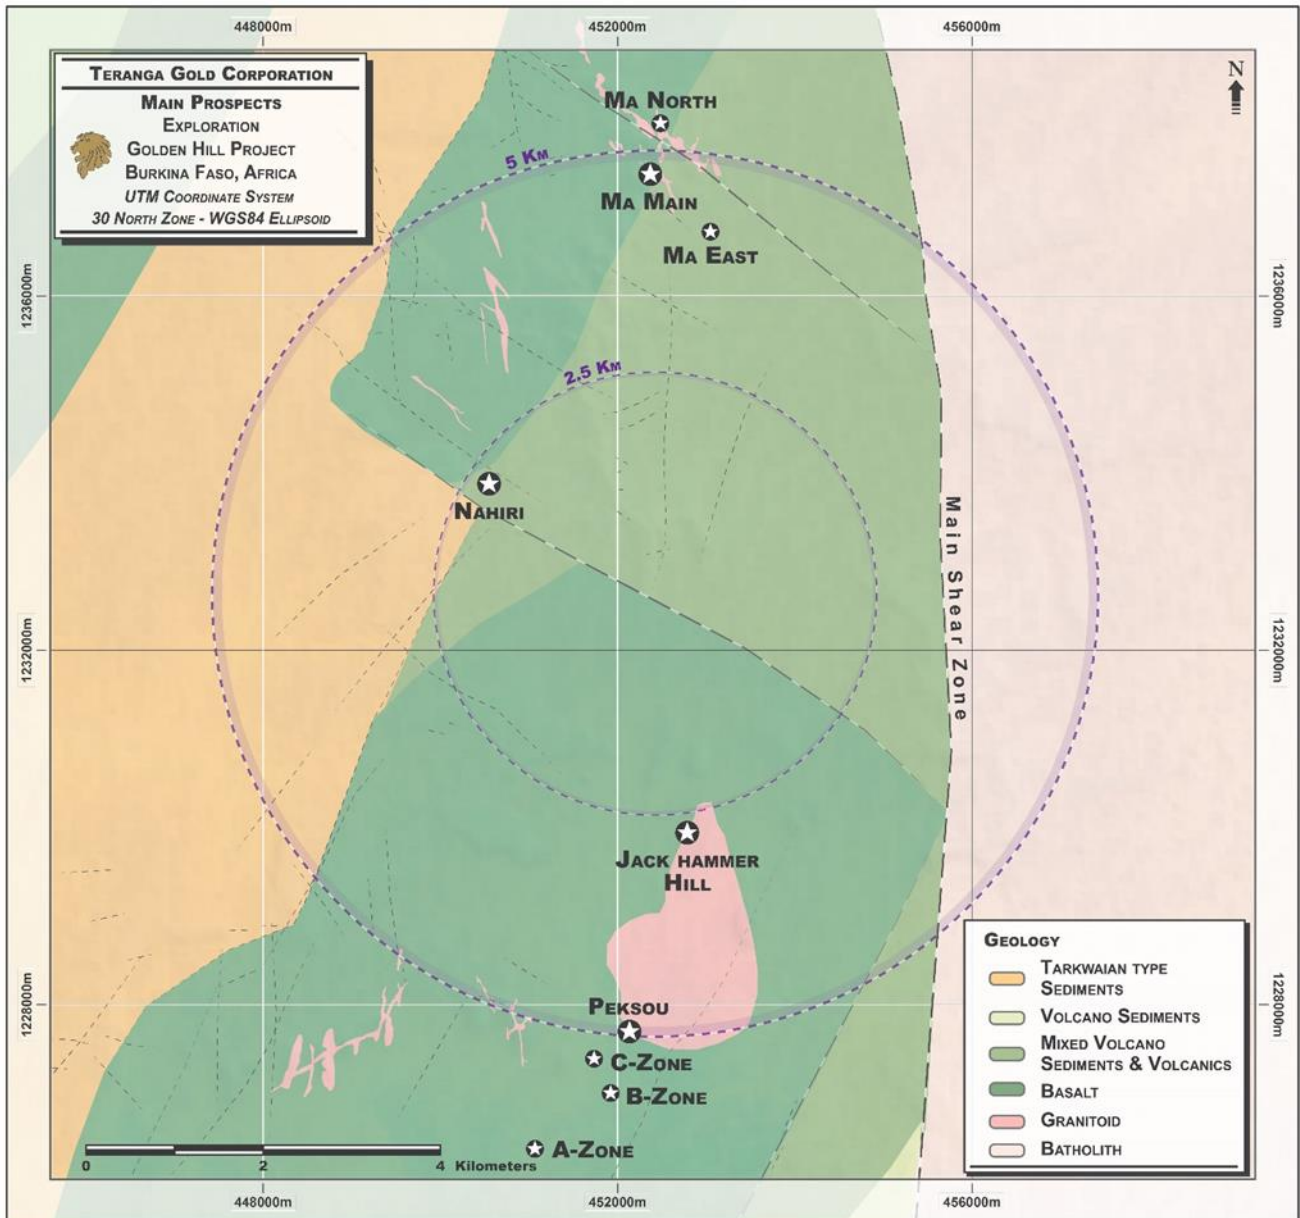 448000m
452000m
456000m
TERANGA GOLD CORPORATION
MAIN PROSPECTS
EXPLORATION
GOLDEN HILL PROJECT
BURKINA FASO, AFRICA
UTM COORDINATE SYSTEM
30 NORTH ZONE - WGS84 ELLIPSOID
N
MA NORTH
5 KM
MA MAIN
MA EAST
1236000m
1236000m
2.5 KM
NAHIRI
Main Shear Zone
1232000m
1232000m
JACK HAMMER
HILL
PEKSOU
1228000m
1228000m
C-ZONE
B-ZONE
A-ZONE
0
2
4
Kilometers
GEOLOGY
TARKWAIAN TYPE
SEDIMENTS
VOLCANO SEDIMENTS
MIXED VOLCANO
SEDIMENTS & VOLCANICS
BASALT
GRANITOID
BATHOLITH
448000m
452000m
456000m